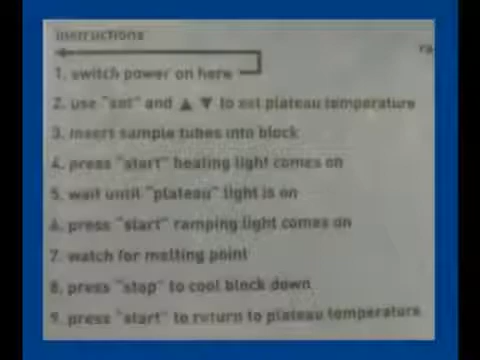 instructions
ra
1. switch power on here
2. use "set" and ▲ ▼ to set plateau temperature
3. insert sample tubes into block
4. press "start" heating light comes on
5. wait until "plateau" light is on
6. press "start" ramping light comes on
7. watch for melting point
8. press "stop" to cool block down
9. press "start" to return to plateau temperature